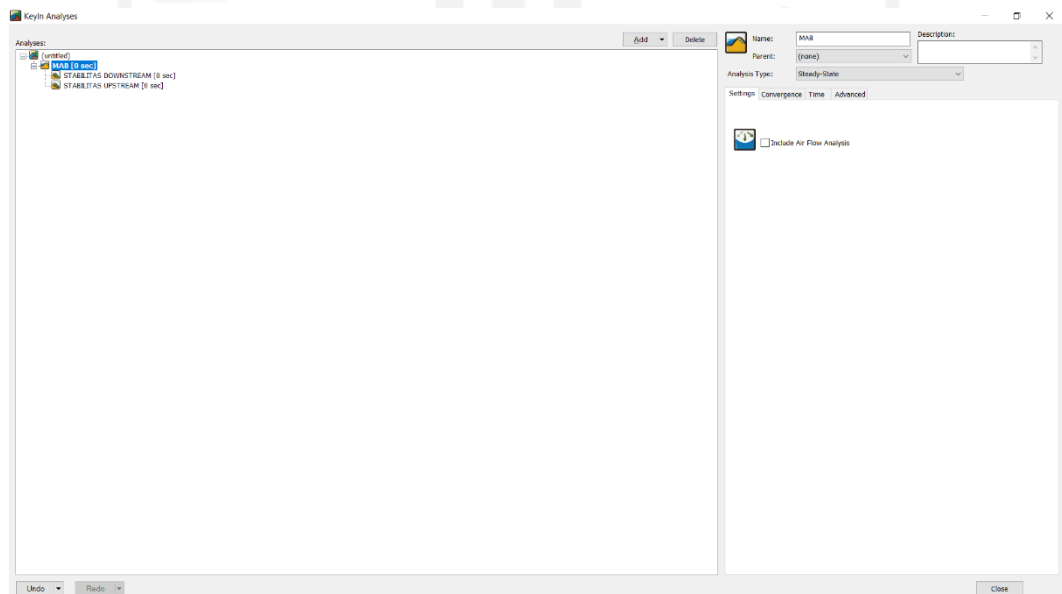 KeyIn Analyses
Analyses:
Add
Delete
(untitled)
MAB [0 sec]
STABILITAS DOWNSTREAM [0 sec]
STABILITAS UPSTREAM [0 sec]
Name:
MAB
Description:
Parent:
(none)
Analysis Type:
Steady-State
Settings Convergence Time Advanced
Include Air Flow Analysis
Undo
Redo
Close